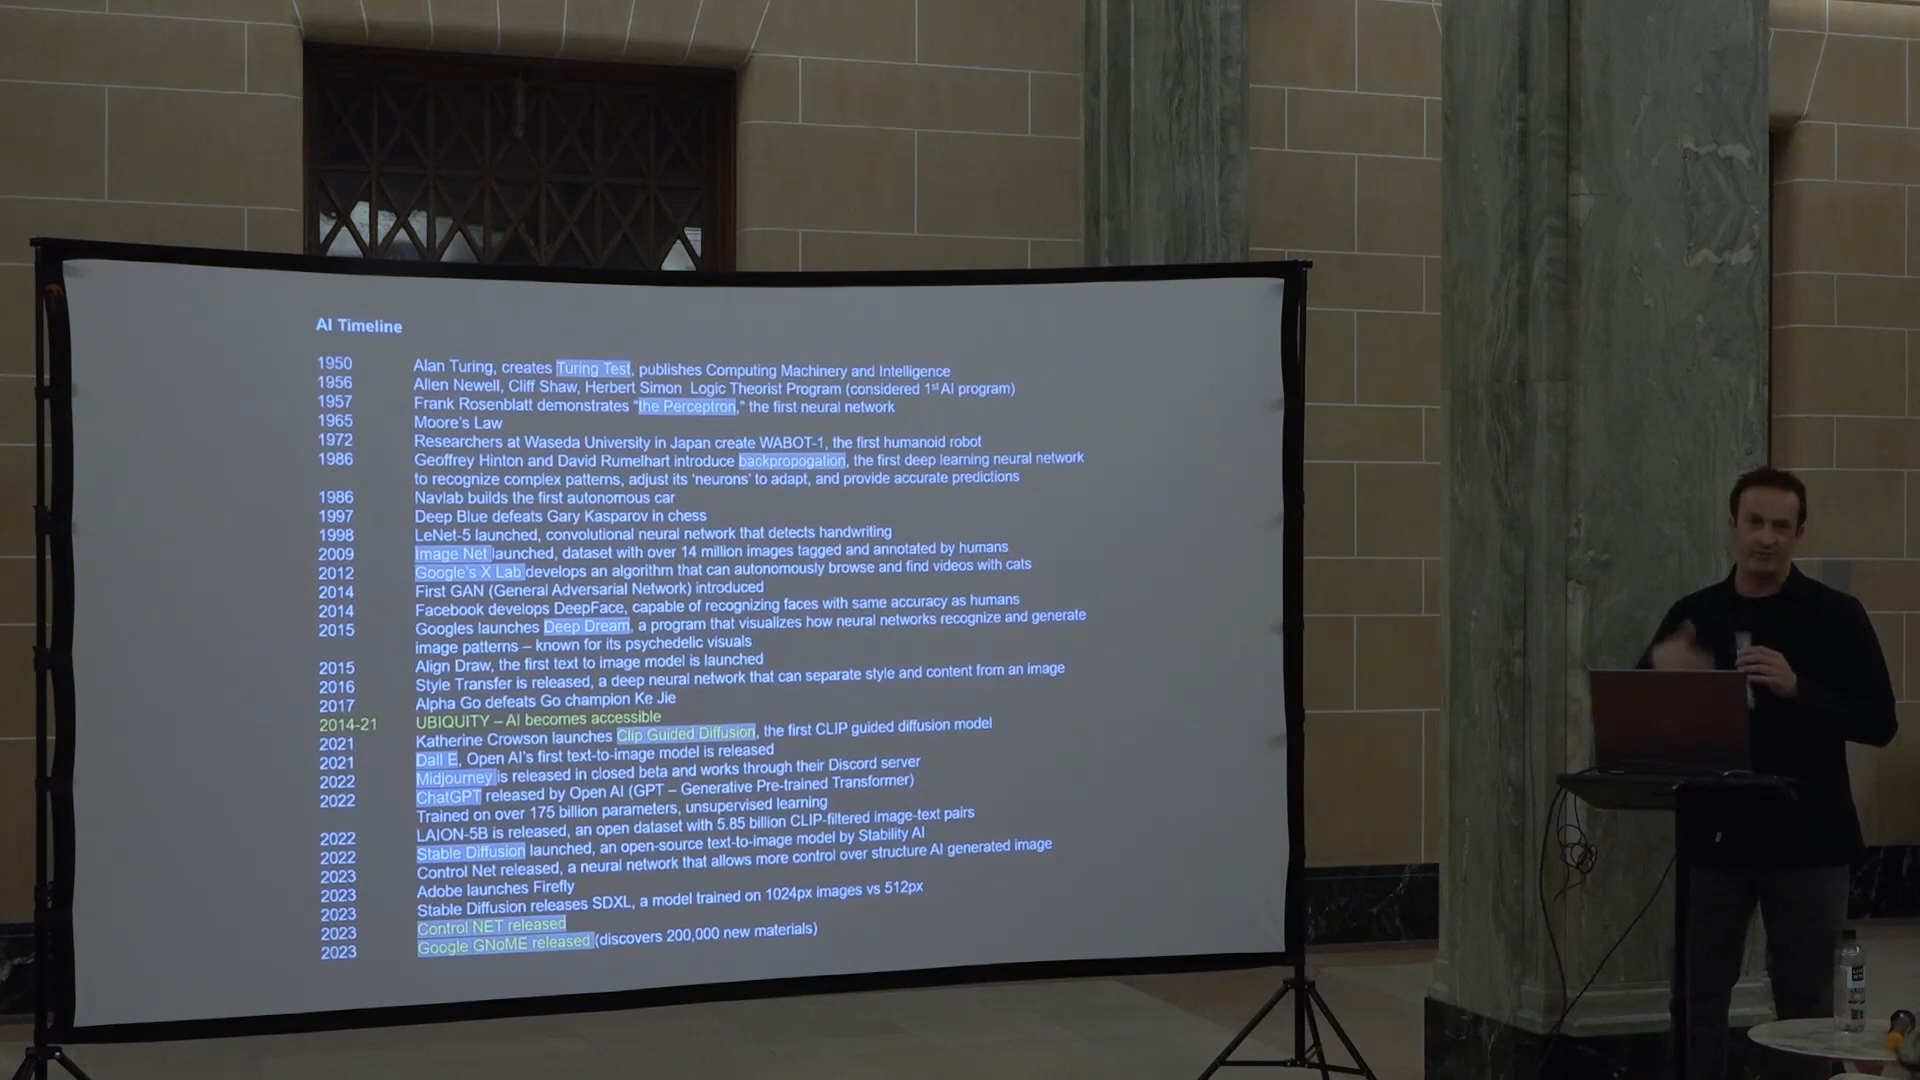 AI Timeline
1950 Alan Turing, creates Turing Test, publishes Computing Machinery and Intelligence
1956 Allen Newell, Cliff Shaw, Herbert Simon Logic Theorist Program (considered 1st AI program)
1957 Frank Rosenblatt demonstrates “the Perceptron,” the first neural network
1965 Moore’s Law
1972 Researchers at Waseda University in Japan create WABOT-1, the first humanoid robot
1986 Geoffrey Hinton and David Rumelhart introduce backpropogation, the first deep learning neural network
to recognize complex patterns, adjust its ‘neurons’ to adapt, and provide accurate predictions
1986 Navlab builds the first autonomous car
1997 Deep Blue defeats Gary Kasparov in chess
1998 LeNet-5 launched, convolutional neural network that detects handwriting
2009 Image Net launched, dataset with over 14 million images tagged and annotated by humans
2012 Google’s X Lab develops an algorithm that can autonomously browse and find videos with cats
2014 First GAN (General Adversarial Network) introduced
2014 Facebook develops DeepFace, capable of recognizing faces with same accuracy as humans
2015 Googles launches Deep Dream, a program that visualizes how neural networks recognize and generate
image patterns – known for its psychedelic visuals
2015 Align Draw, the first text to image model is launched
2016 Style Transfer is released, a deep neural network that can separate style and content from an image
2017 Alpha Go defeats Go champion Ke Jie
2014-21 UBIQUITY – AI becomes accessible
2021 Katherine Crowson launches Clip Guided Diffusion, the first CLIP guided diffusion model
2021 Dall E, Open AI’s first text-to-image model is released
2022 Midjourney is released in closed beta and works through their Discord server
2022 ChatGPT released by Open AI (GPT – Generative Pre-trained Transformer)
Trained on over 175 billion parameters, unsupervised learning
2022 LAION-5B is released, an open dataset with 5.85 billion CLIP-filtered image-text pairs
2022 Stable Diffusion launched, an open-source text-to-image model by Stability AI
2023 Control Net released, a neural network that allows more control over structure AI generated image
2023 Adobe launches Firefly
2023 Stable Diffusion releases SDXL, a model trained on 1024px images vs 512px
2023 Control NET released
2023 Google GNoME released (discovers 200,000 new materials)